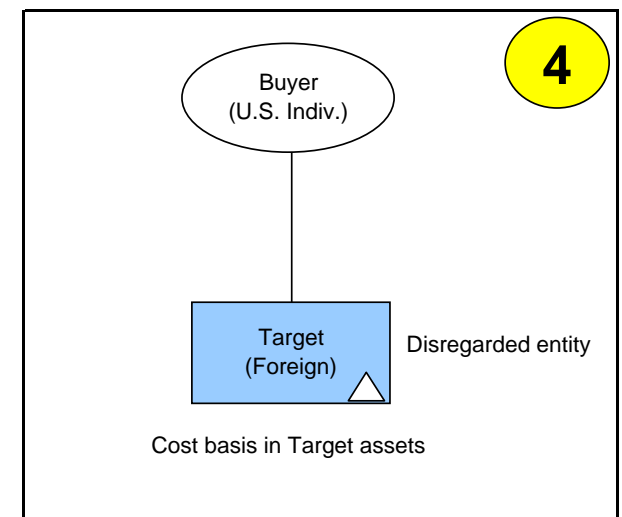 4
Buyer
(U.S. Indiv.)
Target
(Foreign)
Disregarded entity
Cost basis in Target assets